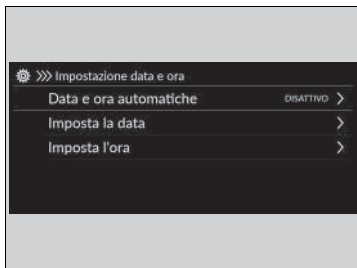 Impostazione data e ora
Data e ora automatiche DISATTIVO
Imposta la data
Imposta l'ora